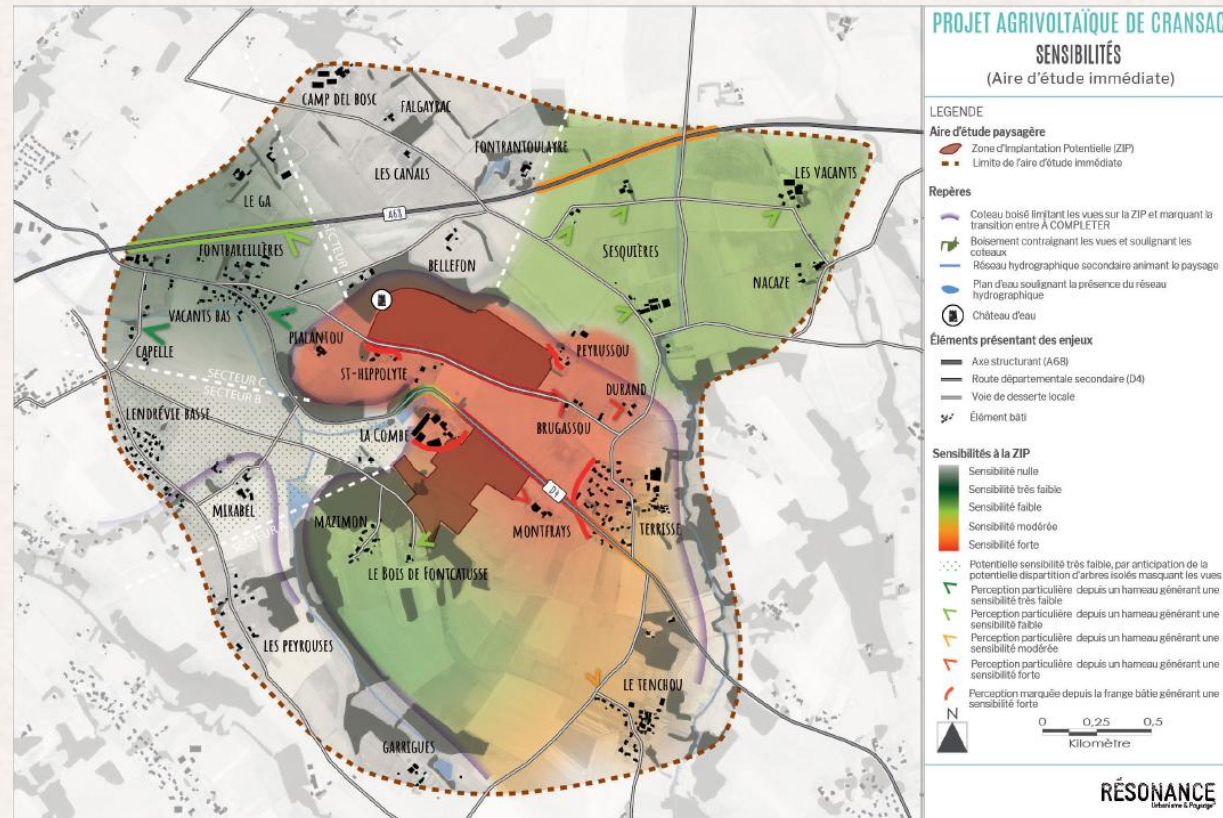 PROJET AGRIVOLTAÏQUE DE CRANSAC
SENSIBILITÉS
(Aire d'étude immédiate)
LEGENDE
Aire d'étude paysagère
Zone d'Implantation Potentielle (ZIP)
Limite de l'aire d'étude immédiate
Repères
Coteau boisé limitant les vues sur la ZIP et marquant la
transition entre À COMPLETER
Boisement contraignant les vues et soulignant les
coteaux
Réseau hydrographique secondaire animant le paysage
Plan d'eau soulignant la présence du réseau
hydrographique
Château d'eau
Éléments présentant des enjeux
Axe structurant (A68)
Route départementale secondaire (D4)
Voie de desserte locale
Élément bâti
Sensibilités à la ZIP
Sensibilité nulle
Sensibilité très faible
Sensibilité faible
Sensibilité modérée
Sensibilité forte
Potentielle sensibilité très faible, par anticipation de la
potentielle dispartition d'arbres isolés masquant les vues
Perception particulière depuis un hameau générant une
sensibilité très faible
Perception particulière depuis un hameau générant une
sensibilité faible
Perception particulière depuis un hameau générant une
sensibilité modérée
Perception particulière depuis un hameau générant une
sensibilité forte
Perception marquée depuis la frange bâtie générant une
sensibilité forte
N
0 0,25 0,5
Kilomètre
RÉSONANCE
Urbanisme & Paysage
CAMP DEL BOSC
FALGAYRAC
FONTRANTOULAYRE
LES CANALS
LES VACANTS
LE GA
A68
SECTEUR
FONTBAREILLÈRES
BELLEFON
SESQUIÈRES
NACAZE
VACANTS BAS
PIALANTOU
CAPELLE
ST-HIPPOLYTE
PEYRUSSOU
SECTEUR C
SECTEUR B
DURAND
LENDRÉVIE BASSE
LA COMBE
BRUGASSOU
D4
MIRABEL
MAZIMON
MONTFRAYS
TERRISSE
SECTEUR
LE BOIS DE FONTCATUSSE
LES PEYROUSES
LE TENCHOU
GARRIGUES